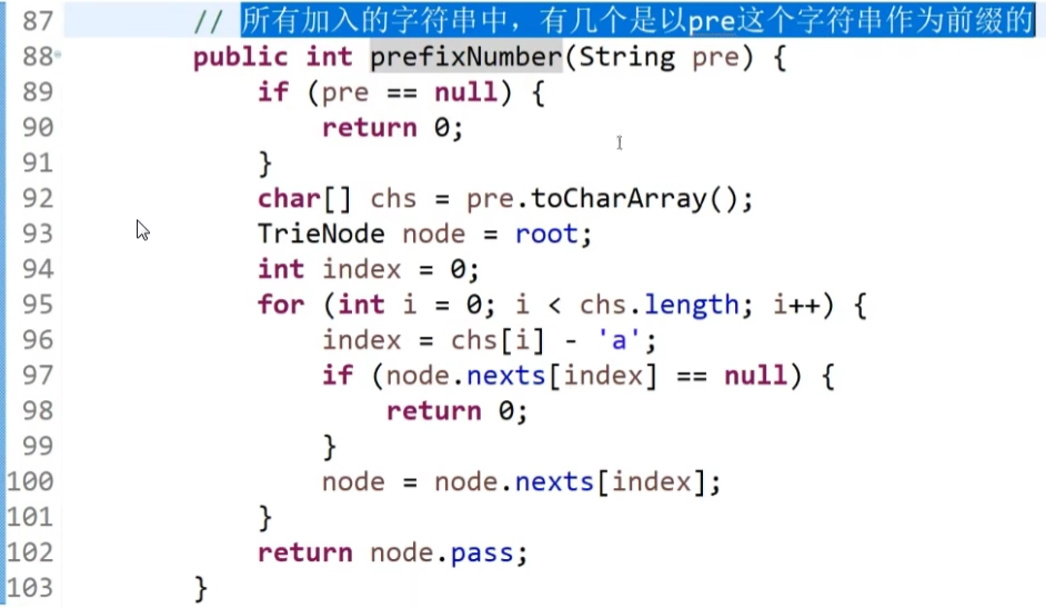 87 // 所有加入的字符串中，有几个是以pre这个字符串作为前缀的
88 public int prefixNumber(String pre) {
89 if (pre == null) {
90 return 0;
91 }
92 char[] chs = pre.toCharArray();
93 TrieNode node = root;
94 int index = 0;
95 for (int i = 0; i < chs.length; i++) {
96 index = chs[i] - 'a';
97 if (node.nexts[index] == null) {
98 return 0;
99 }
100 node = node.nexts[index];
101 }
102 return node.pass;
103 }